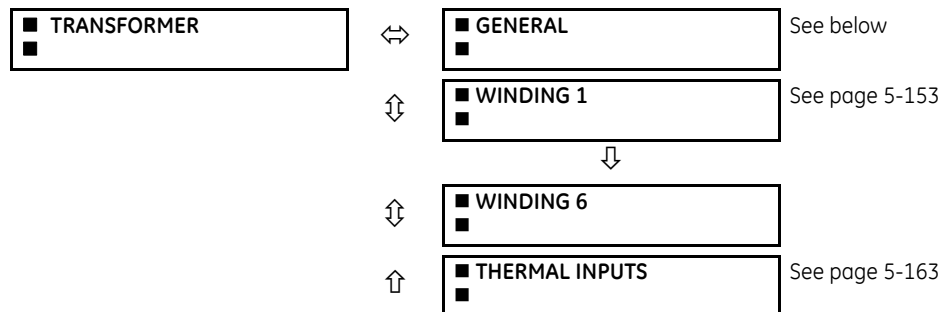 ■ TRANSFORMER
■
■ GENERAL
■
See below
■ WINDING 1
■
See page 5-153
■ WINDING 6
■
■ THERMAL INPUTS
■
See page 5-163